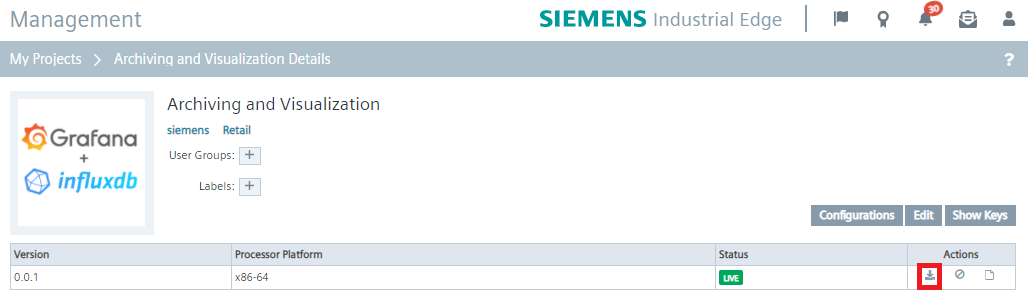 Management
SIEMENS Industrial Edge
30
My Projects > Archiving and Visualization Details
?
Archiving and Visualization
siemens Retail
User Groups: +
Labels: +
Grafana
+
influxdb
Configurations Edit Show Keys
Version Processor Platform Status Actions
0.0.1 x86-64 LIVE